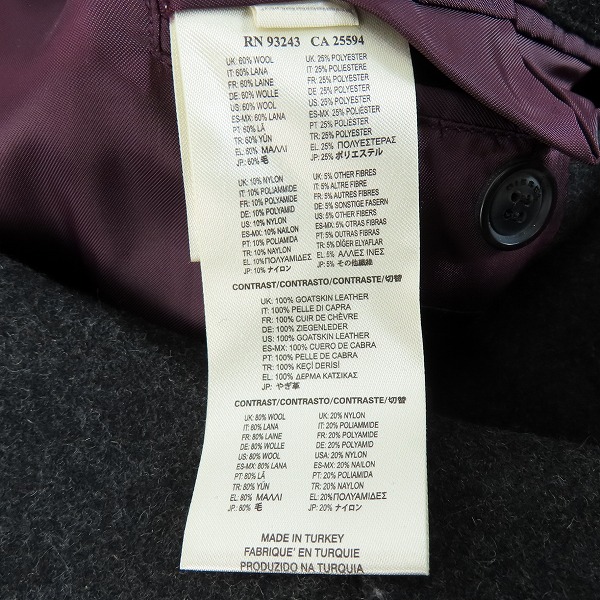 RN 93243 CA 25594
UK: 60% WOOL UK: 25% POLYESTER
IT: 60% LANA IT: 25% POLIESTERE
FR: 60% LAINE FR: 25% POLYESTER
DE: 60% WOLLE DE: 25% POLYESTER
US: 60% WOOL US: 25% POLYESTER
ES-MX: 60% LANA ES-MX: 25% POLIESTER
PT: 60% LÃ PT: 25% POLIESTER
TR: 60% YÜN TR: 25% POLYESTER
EL: 60% ΜΑΛΛΙ EL: 25% ΠΟΛΥΕΣΤΕΡΑΣ
JP: 60% 毛 JP: 25% ポリエステル
UK: 10% NYLON UK: 5% OTHER FIBRES
IT: 10% POLIAMMIDE IT: 5% ALTRE FIBRE
FR: 10% POLYAMIDE FR: 5% AUTRES FIBRES
DE: 10% POLYAMID DE: 5% SONSTIGE FASERN
US: 10% NYLON US: 5% OTHER FIBRES
ES-MX: 10% NAILON ES-MX: 5% OTRAS FIBRAS
PT: 10% POLIAMIDA PT: 5% OUTRAS FIBRAS
TR: 10% NAYLON TR: 5% DİĞER ELYAFLAR
EL: 10% ΠΟΛΥΑΜΙΔΕΣ EL: 5% ΑΛΛΕΣ ΙΝΕΣ
JP: 10% ナイロン JP: 5% その他繊維
CONTRAST/CONTRASTO/CONTRASTE/切替
UK: 100% GOATSKIN LEATHER
IT: 100% PELLE DI CAPRA
FR: 100% CUIR DE CHÈVRE
DE: 100% ZIEGENLEDER
US: 100% GOATSKIN LEATHER
ES-MX: 100% CUERO DE CABRA
PT: 100% PELLE DE CABRA
TR: 100% KEÇİ DERİSİ
EL: 100% ΔΕΡΜΑ ΚΑΤΣΙΚΑΣ
JP: やぎ革
CONTRAST/CONTRASTO/CONTRASTE/切替
UK: 80% WOOL UK: 20% NYLON
IT: 80% LANA IT: 20% POLIAMMIDE
FR: 80% LAINE FR: 20% POLYAMIDE
DE: 80% WOLLE DE: 20% POLYAMID
US: 80% WOOL USA: 20% NYLON
ES-MX: 80% LANA ES-MX: 20% NAILON
PT: 80% LÃ PT: 20% POLIAMIDA
TR: 80% YÜN TR: 20% NAYLON
EL: 80% ΜΑΛΛΙ EL: 20% ΠΟΛΥΑΜΙΔΕΣ
JP: 80% 毛 JP: 20% ナイロン
MADE IN TURKEY
FABRIQUE' EN TURQUIE
PRODUZIDO NA TURQUIA